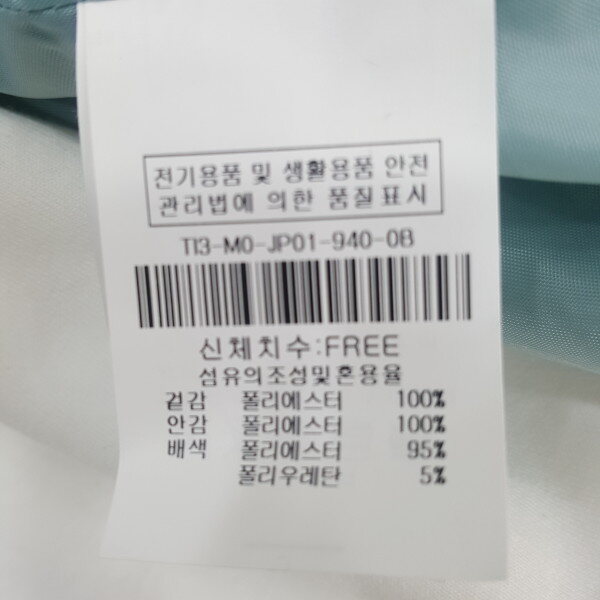 전기용품 및 생활용품 안전
관리법에 의한 품질표시
TI3-M0-JP01-940-0B
신체치수:FREE
섬유의조성및혼용율
겉감 폴리에스터 100%
안감 폴리에스터 100%
배색 폴리에스터 95%
폴리우레탄 5%